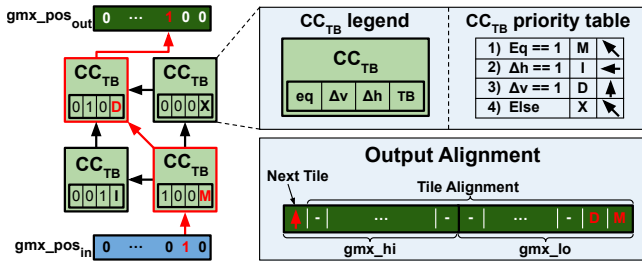 gmx_pos_out 0 ... 1 0 0
CC_TB CC_TB
0 1 0 D 0 0 0 X
CC_TB CC_TB
0 0 1 I 1 0 0 M
gmx_pos_in 0 ... 0 1 0
CC_TB legend
CC_TB
eq Δv Δh TB
CC_TB priority table
1) Eq == 1 M
2) Δh == 1 I
3) Δv == 1 D
4) Else X
Output Alignment
Next Tile
Tile Alignment
- ... - - ... - D M
gmx_hi gmx_lo